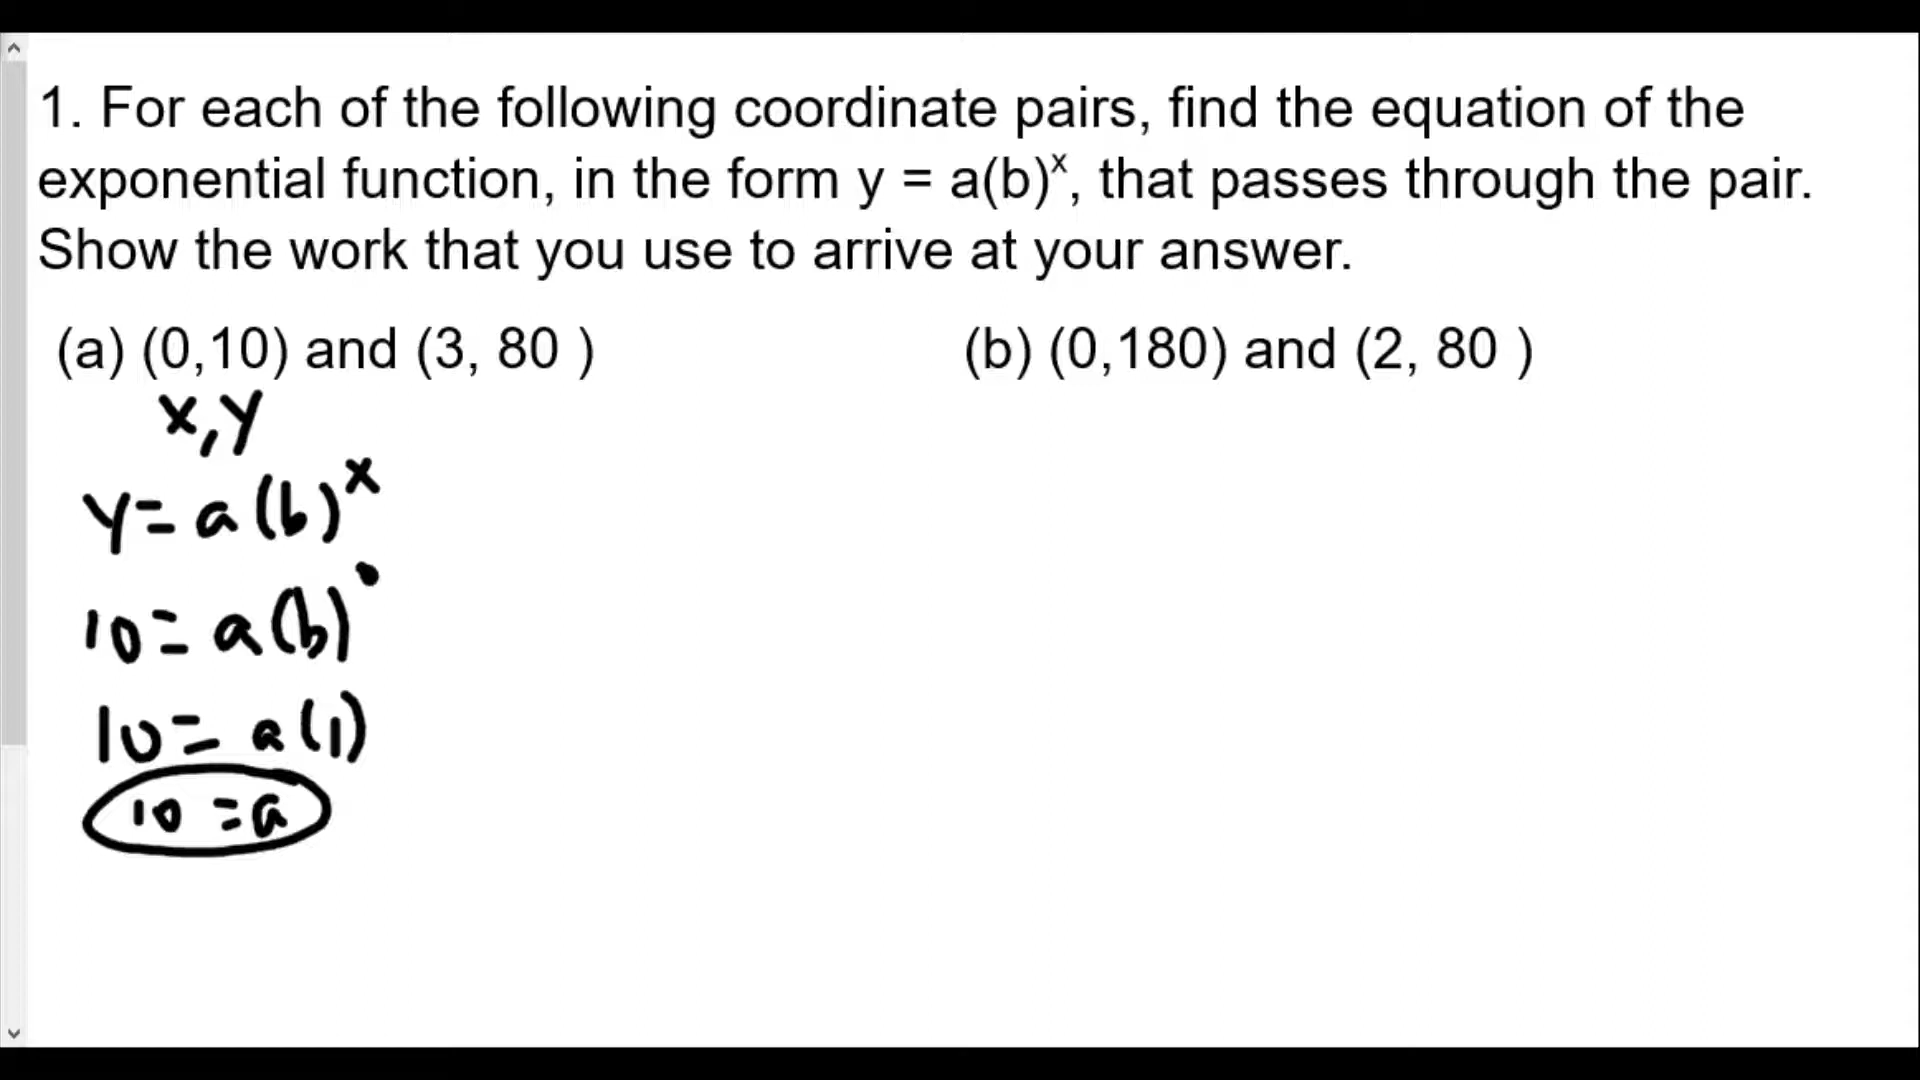 1. For each of the following coordinate pairs, find the equation of the
exponential function, in the form y = a(b)ˣ, that passes through the pair.
Show the work that you use to arrive at your answer.
(a) (0,10) and (3, 80 )
(b) (0,180) and (2, 80 )
x,y
y=a(b)ˣ
10=a(b)⁰
10=a(1)
10=a